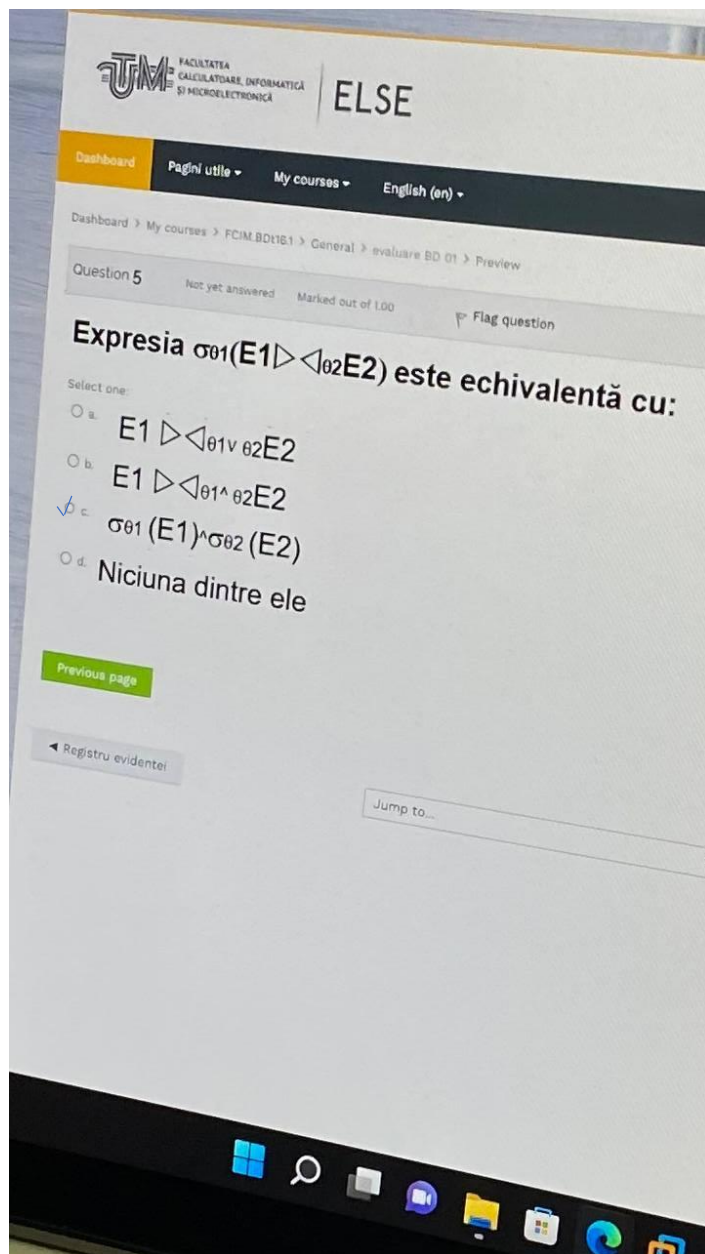 UTM FACULTATEA
CALCULATOARE, INFORMATICĂ
ȘI MICROELECTRONICĂ
ELSE
Dashboard Pagini utile My courses English (en)
Dashboard > My courses > FCIM.BDt16.1 > General > evaluare BD 01 > Preview
Question 5 Not yet answered Marked out of 1.00 Flag question
Expresia σθ1(E1▷◁θ2E2) este echivalentă cu:
Select one:
a. E1 ▷◁θ1∨ θ2E2
b. E1 ▷◁θ1^ θ2E2
c. σθ1 (E1)^σθ2 (E2)
d. Niciuna dintre ele
Previous page
◄ Registru evidentei
Jump to...